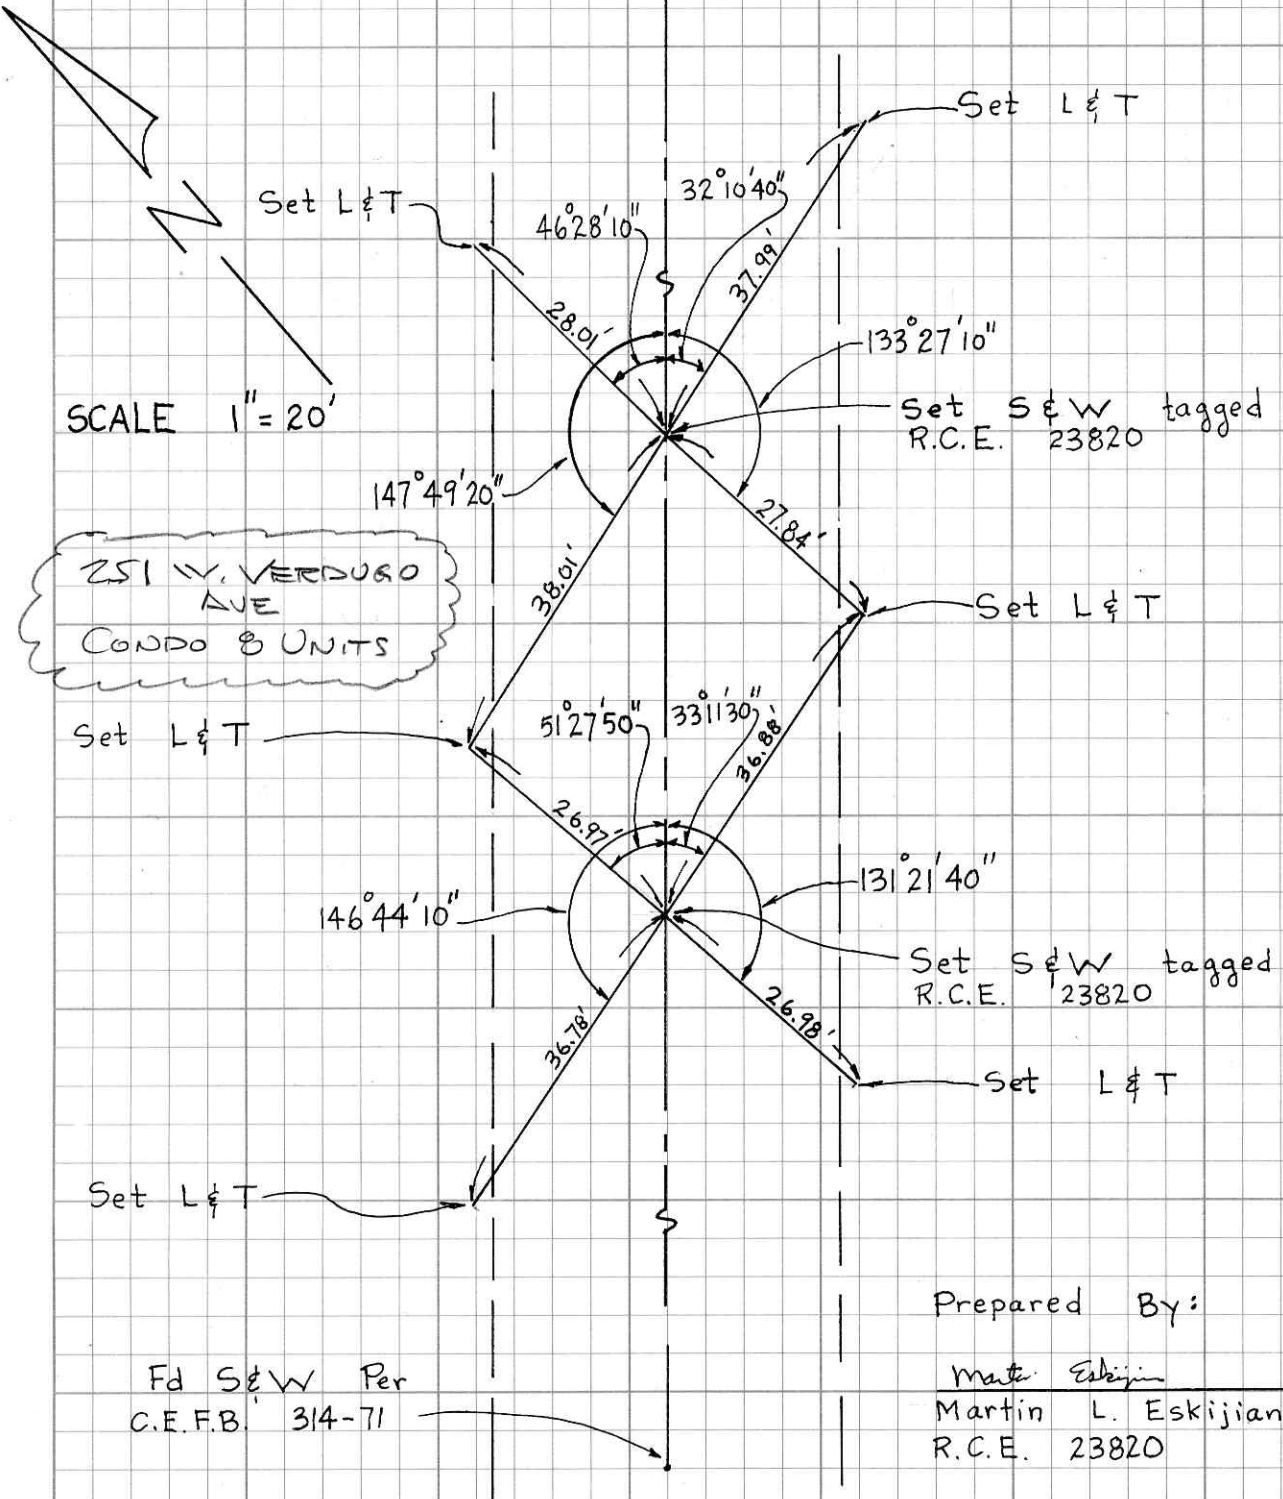 Set L & T
32°10'40"
Set L & T
46°28'10"
37.99'
28.01'
133°27'10"
N
SCALE 1"=20'
Set S & W tagged
R.C.E. 23820
147°49'20"
27.84'
251 W. VERDUGO
AVE
CONDO 8 UNITS
38.01'
Set L & T
Set L & T
51°27'50"
33°11'30"
36.88'
26.97'
131°21'40"
146°44'10"
Set S & W tagged
R.C.E. 23820
26.98'
36.78'
Set L & T
Set L & T
Prepared By:
Fd S & W Per
C.E.F.B. 314-71
Martin L. Eskijian
R.C.E. 23820